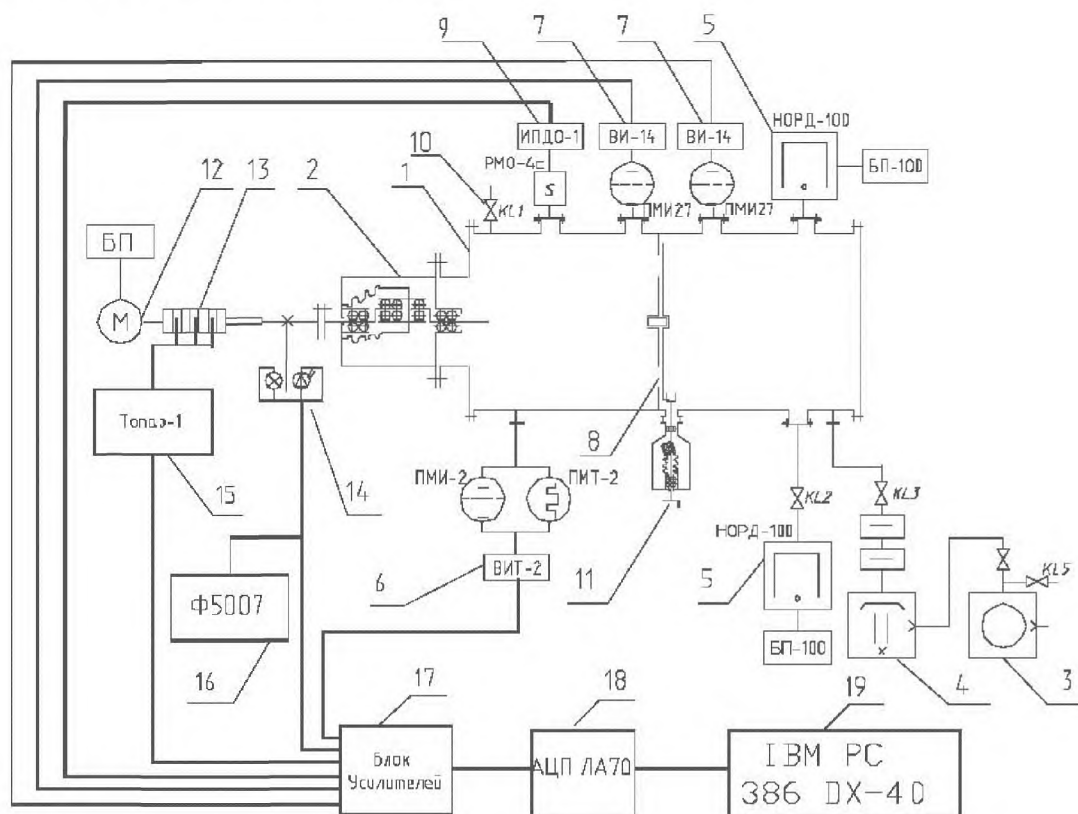 9
7
7
5
НОРД-100
ИПДО-1
ВИ-14
ВИ-14
БП-100
10
РМО-4
S
12
13
2
1
KL1
ПМИ27
ПМИ27
БП
М
Топаз-1
8
ПМИ-2
ПИТ-2
KL2
KL3
15
14
НОРД-100
11
KL5
6
ВИТ-2
5
Ф5007
БП-100
16
17
18
4
3
19
Блок
Усилителей
АЦП ЛА70
IBM PC
386 DX-40